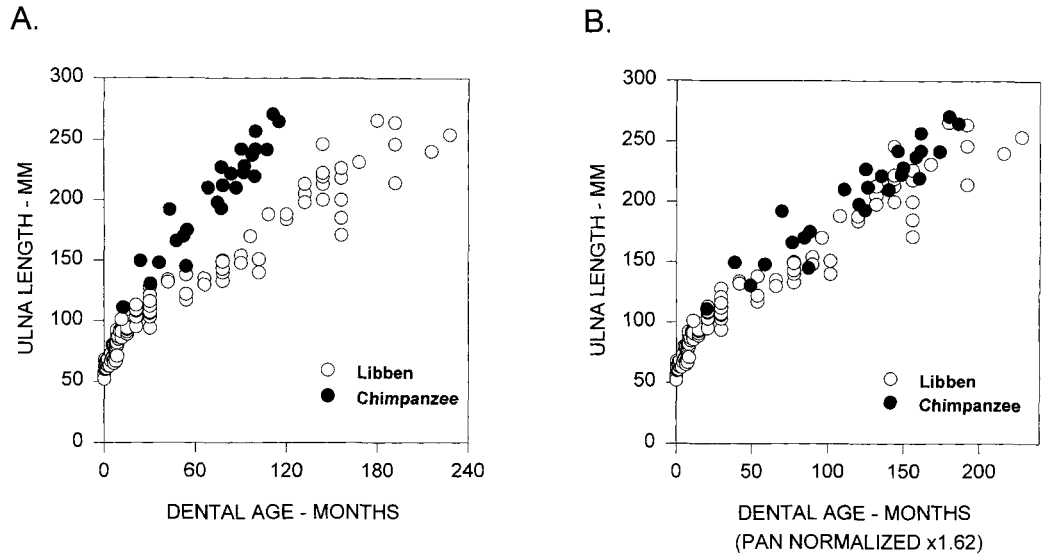 A.
300
250
200
150
100
50
0
ULNA LENGTH - MM
0 60 120 180 240
DENTAL AGE - MONTHS
Libben
Chimpanzee
B.
300
250
200
150
100
50
0
ULNA LENGTH - MM
0 50 100 150 200
DENTAL AGE - MONTHS
(PAN NORMALIZED x1.62)
Libben
Chimpanzee